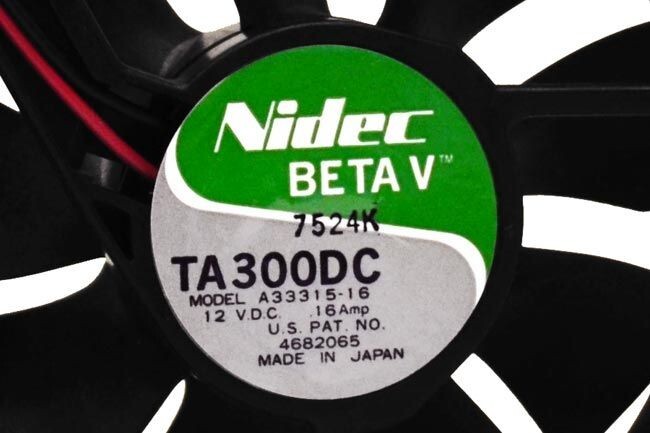 Nidec
BETA V™
7524K
TA300DC
MODEL A33315-16
12 V.D.C. .16Amp
U.S. PAT. NO.
4682065
MADE IN JAPAN